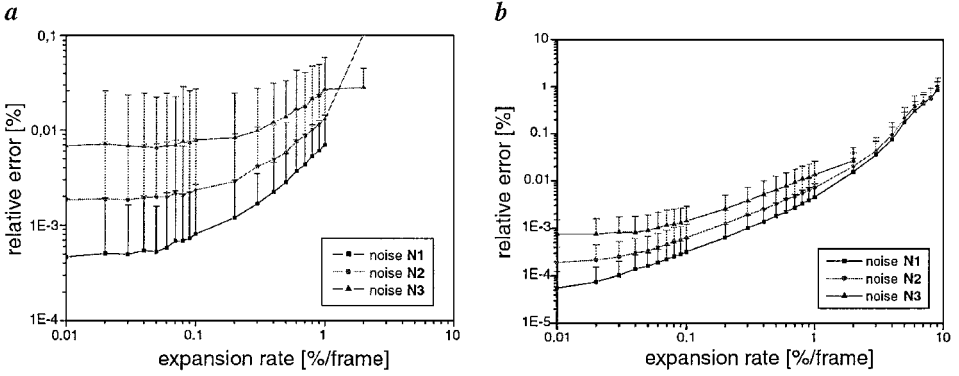 a
0,1
0,01
1E-3
1E-4
relative error [%]
0.01
0.1
1
10
expansion rate [%/frame]
noise N1
noise N2
noise N3
b
10
1
0.1
0.01
1E-3
1E-4
1E-5
relative error [%]
0.01
0.1
1
10
expansion rate [%/frame]
noise N1
noise N2
noise N3